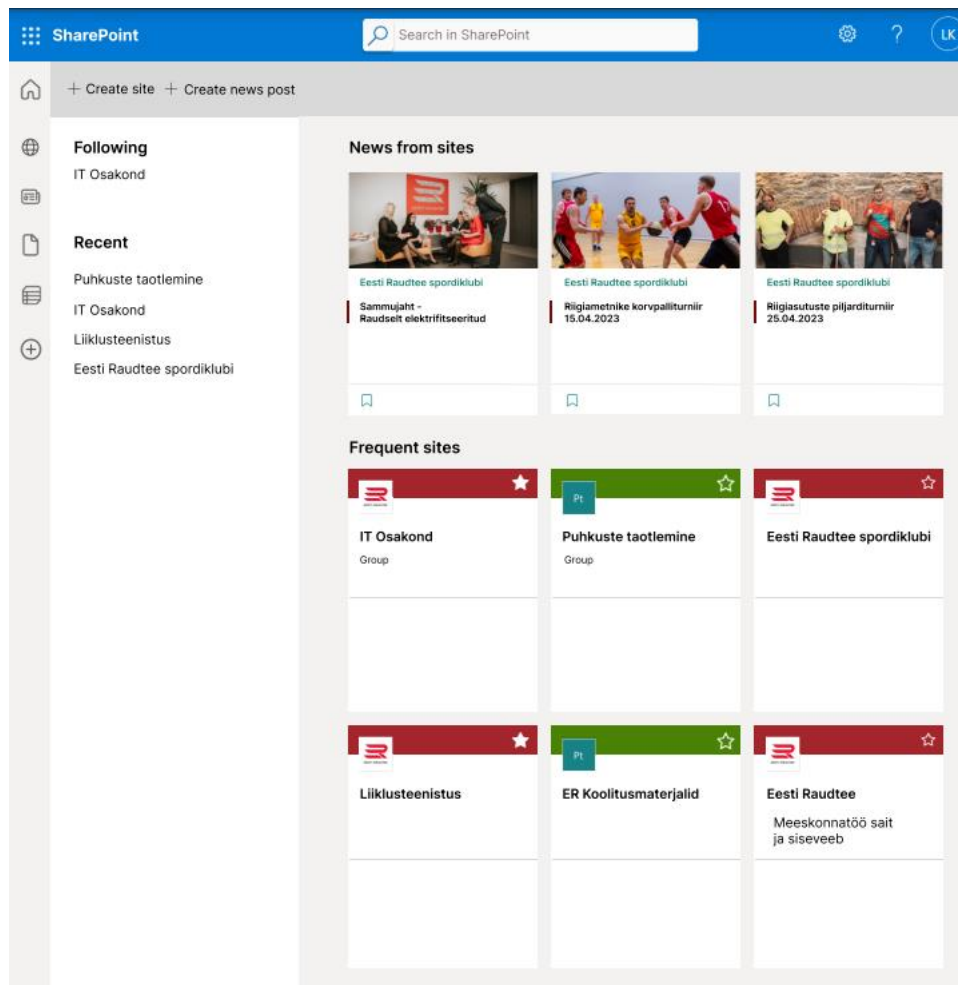 SharePoint
Search in SharePoint
?
LK
+ Create site + Create news post
Following
IT Osakond
Recent
Puhkuste taotlemine
IT Osakond
Liiklusteenistus
Eesti Raudtee spordiklubi
News from sites
Eesti Raudtee spordiklubi
Sammujaht -
Raudselt elektrifitseeritud
Eesti Raudtee spordiklubi
Riigiametnike korvpalliturniir
15.04.2023
Eesti Raudtee spordiklubi
Riigiasutuste piljarditurniir
25.04.2023
Frequent sites
IT Osakond
Group
Pt
Puhkuste taotlemine
Group
Eesti Raudtee spordiklubi
Liiklusteenistus
Pt
ER Koolitusmaterjalid
Eesti Raudtee
Meeskonnatöö sait
ja siseveeb